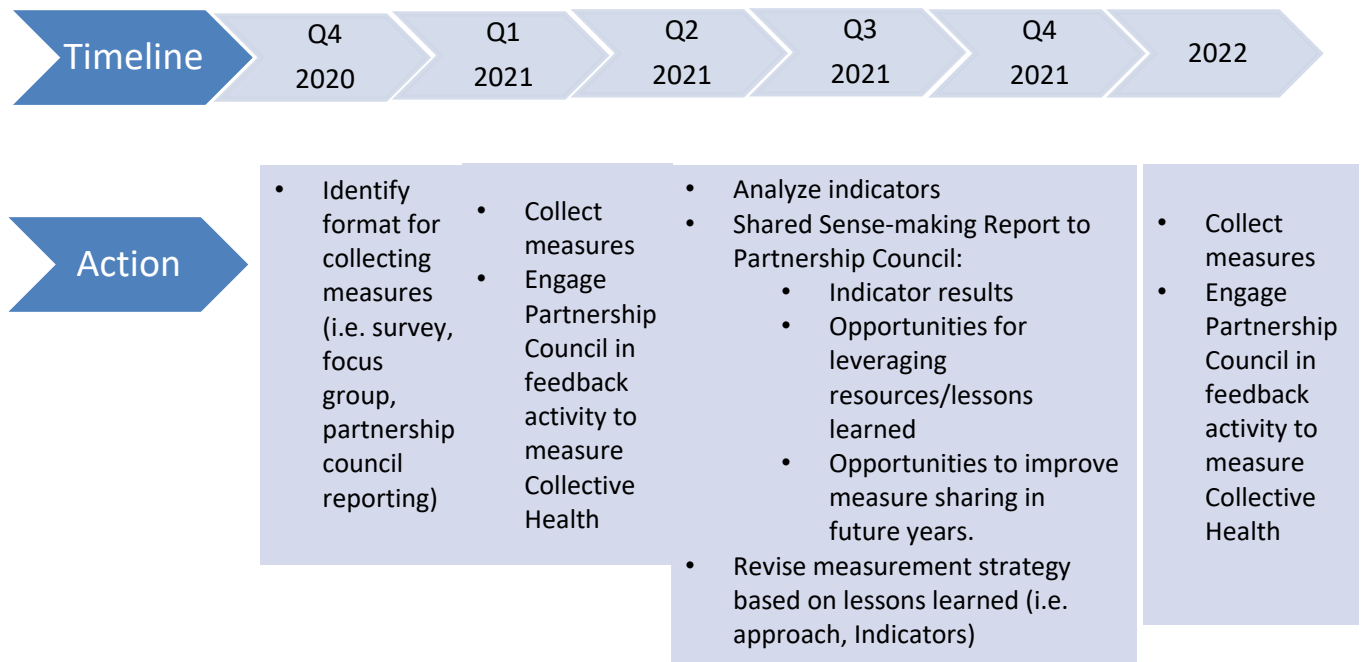 Timeline
Q4
2020
Q1
2021
Q2
2021
Q3
2021
Q4
2021
2022
Action
• Identify
format for
collecting
measures
(i.e. survey,
focus
group,
partnership
council
reporting)
• Collect
measures
• Engage
Partnership
Council in
feedback
activity to
measure
Collective
Health
• Analyze indicators
• Shared Sense-making Report to
Partnership Council:
• Indicator results
• Opportunities for
leveraging
resources/lessons
learned
• Opportunities to improve
measure sharing in
future years.
• Revise measurement strategy
based on lessons learned (i.e.
approach, Indicators)
• Collect
measures
• Engage
Partnership
Council in
feedback
activity to
measure
Collective
Health